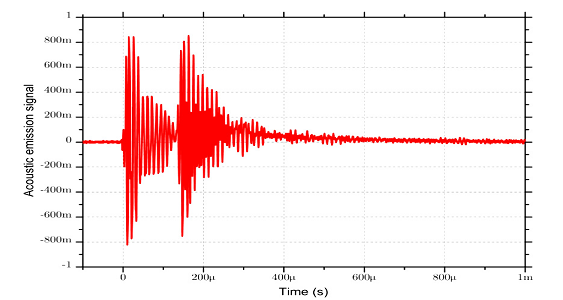 1
800m
600m
400m
200m
0
-200m
-400m
-600m
-800m
-1
Acoustic emission signal
0 200µ 400µ 600µ 800µ 1m
Time (s)